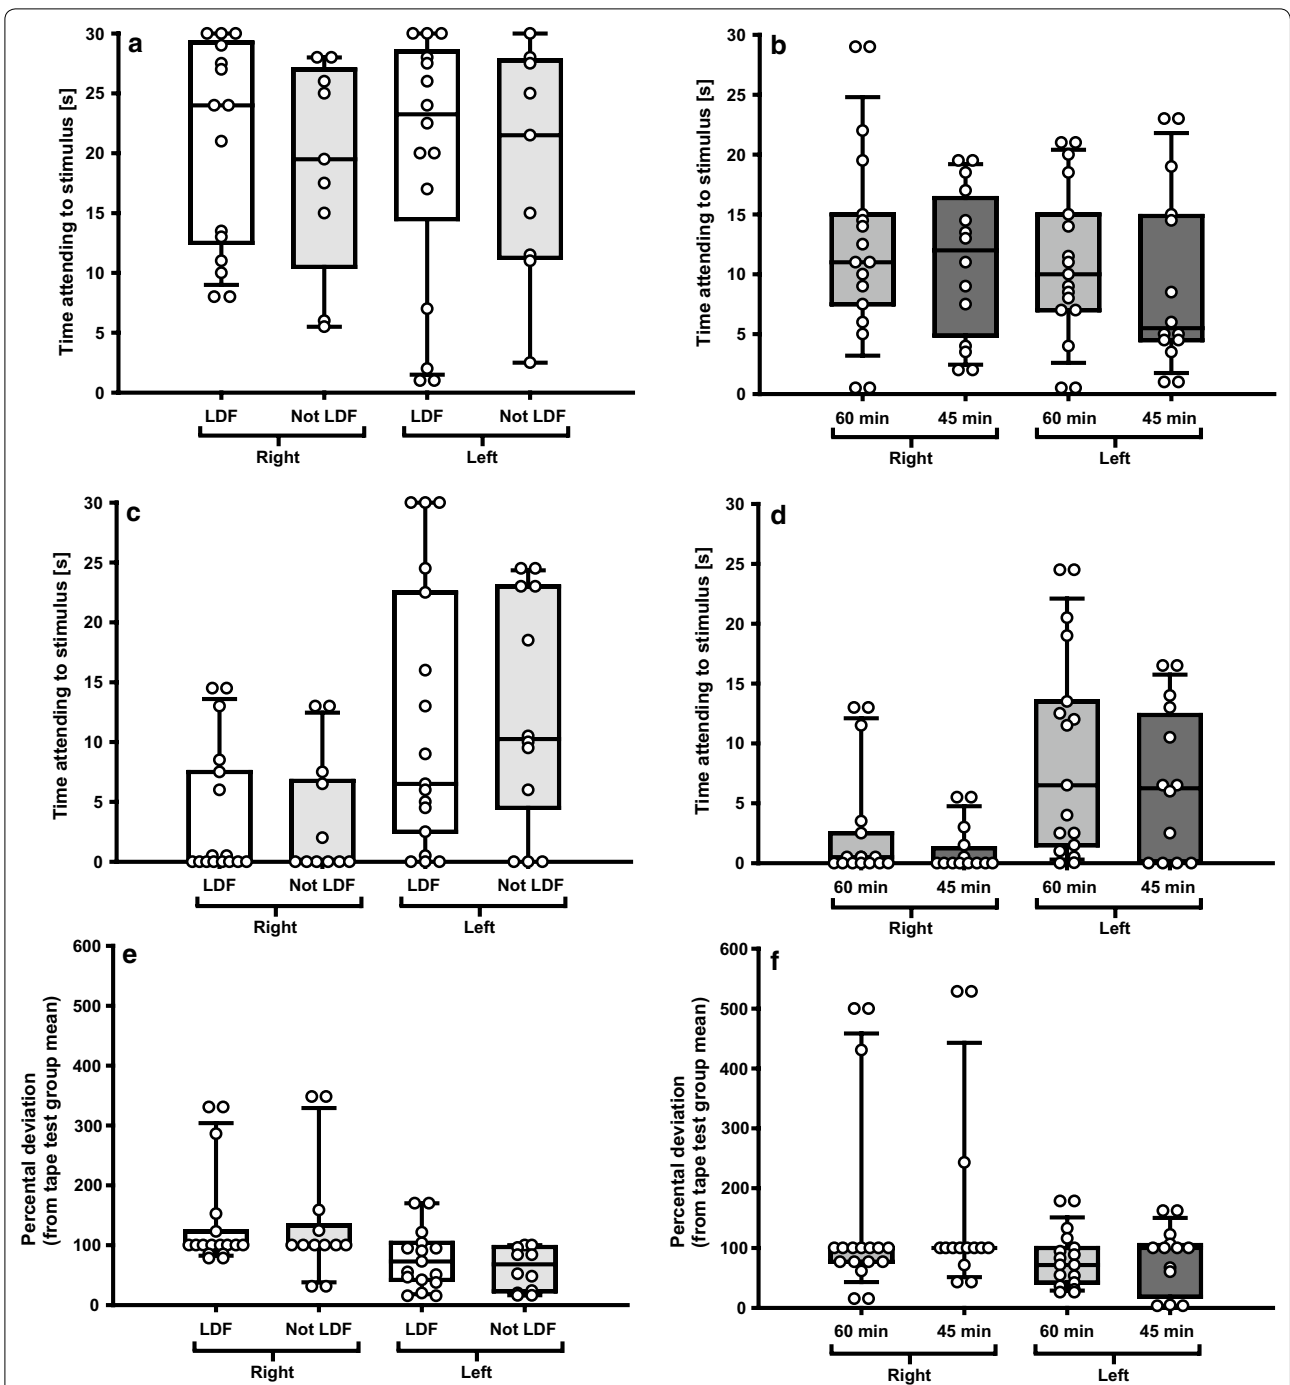 a
30
25
20
15
10
5
0
Time attending to stimulus [s]
LDF Not LDF LDF Not LDF
Right Left
b
30
25
20
15
10
5
0
Time attending to stimulus [s]
60 min 45 min 60 min 45 min
Right Left
c
30
25
20
15
10
5
0
Time attending to stimulus [s]
LDF Not LDF LDF Not LDF
Right Left
d
30
25
20
15
10
5
0
Time attending to stimulus [s]
60 min 45 min 60 min 45 min
Right Left
e
600
500
400
300
200
100
0
Percental deviation
(from tape test group mean)
LDF Not LDF LDF Not LDF
Right Left
f
600
500
400
300
200
100
0
Percental deviation
(from tape test group mean)
60 min 45 min 60 min 45 min
Right Left